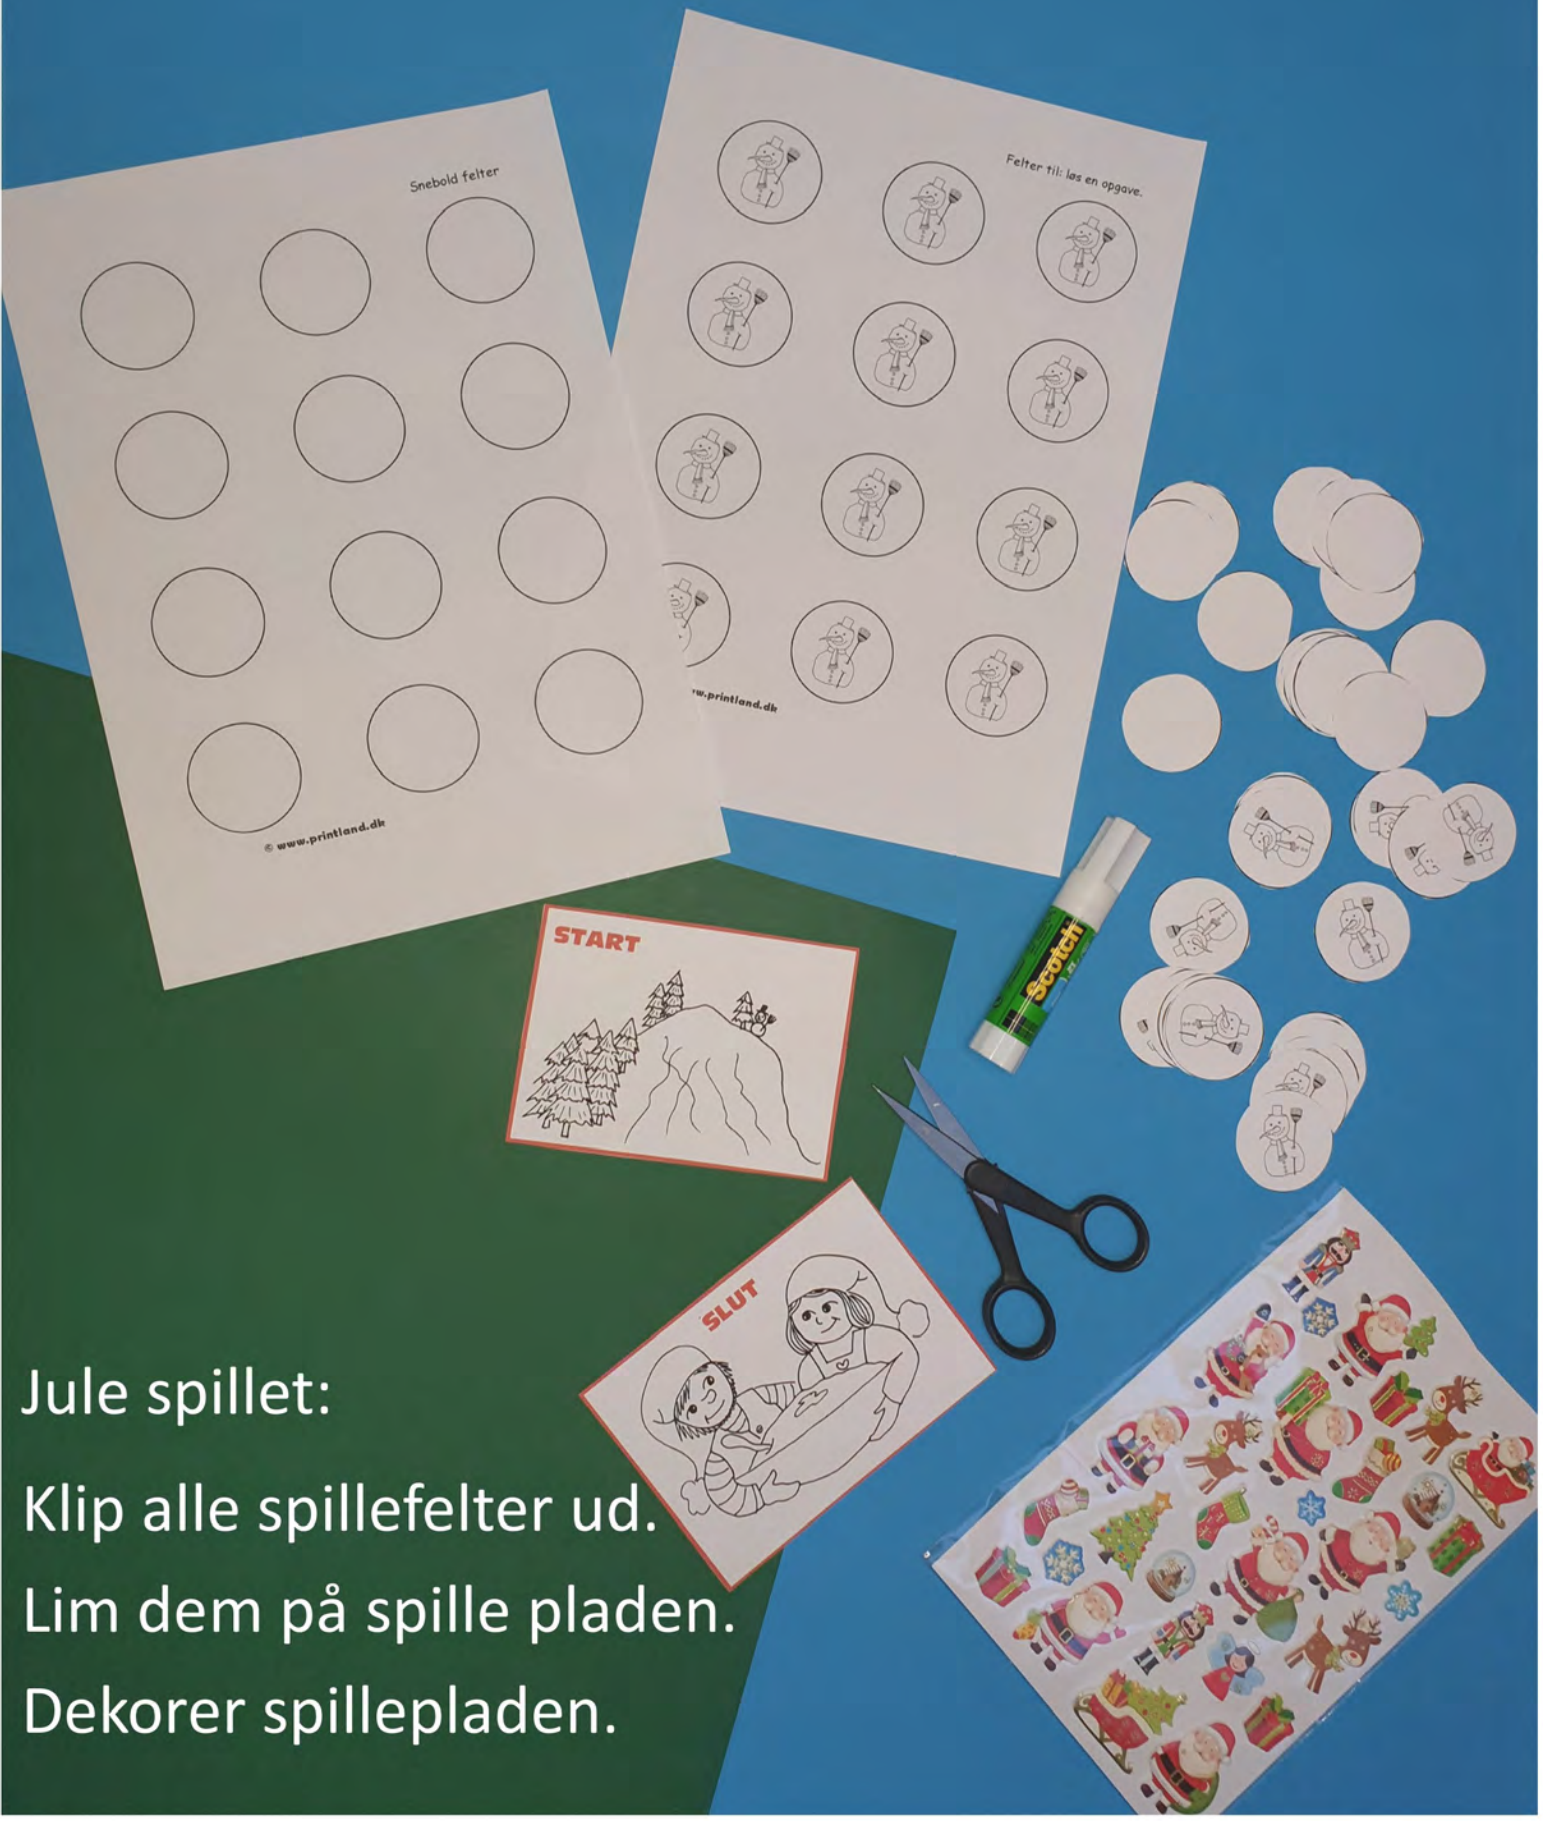 Snebold felter
Felter til: løs en opgave.
w.printland.dk
© www.printland.dk
START
Scotch
SLUT
Jule spillet:
Klip alle spillefelter ud.
Lim dem på spille pladen.
Dekorer spillepladen.